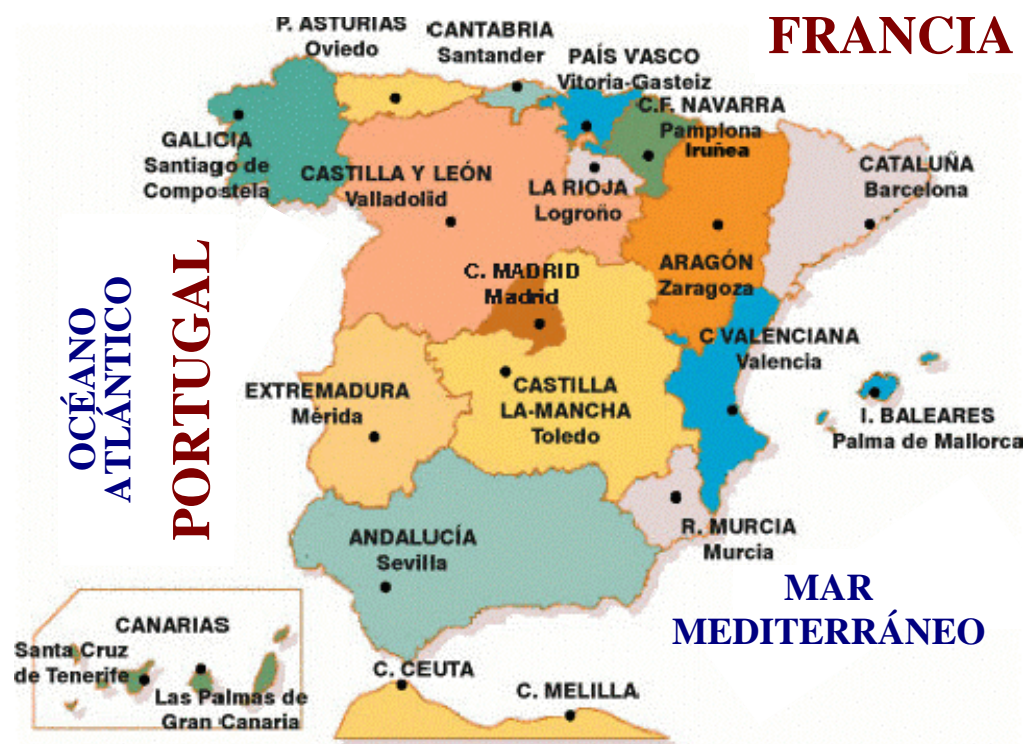 P. ASTURIAS
Oviedo
CANTABRIA
Santander
FRANCIA
PAÍS VASCO
Vitoria-Gasteiz
C.F. NAVARRA
Pamplona
Iruñea
GALICIA
Santiago de
Compostela
CASTILLA Y LEÓN
Valladolid
LA RIOJA
Logroño
CATALUÑA
Barcelona
ARAGÓN
Zaragoza
C. MADRID
Madrid
OCÉANO
ATLÁNTICO
PORTUGAL
C VALENCIANA
Valencia
EXTREMADURA
Mérida
CASTILLA
LA-MANCHA
Toledo
I. BALEARES
Palma de Mallorca
R. MURCIA
Murcia
ANDALUCÍA
Sevilla
MAR
MEDITERRÁNEO
CANARIAS
Santa Cruz
de Tenerife
Las Palmas de
Gran Canaria
C. CEUTA
C. MELILLA